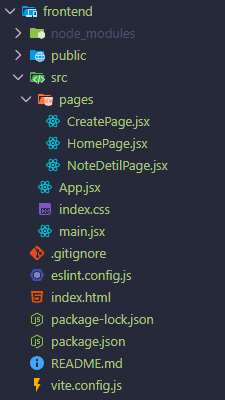 frontend
node_modules
public
src
pages
CreatePage.jsx
HomePage.jsx
NoteDetilPage.jsx
App.jsx
index.css
main.jsx
.gitignore
eslint.config.js
index.html
package-lock.json
package.json
README.md
vite.config.js